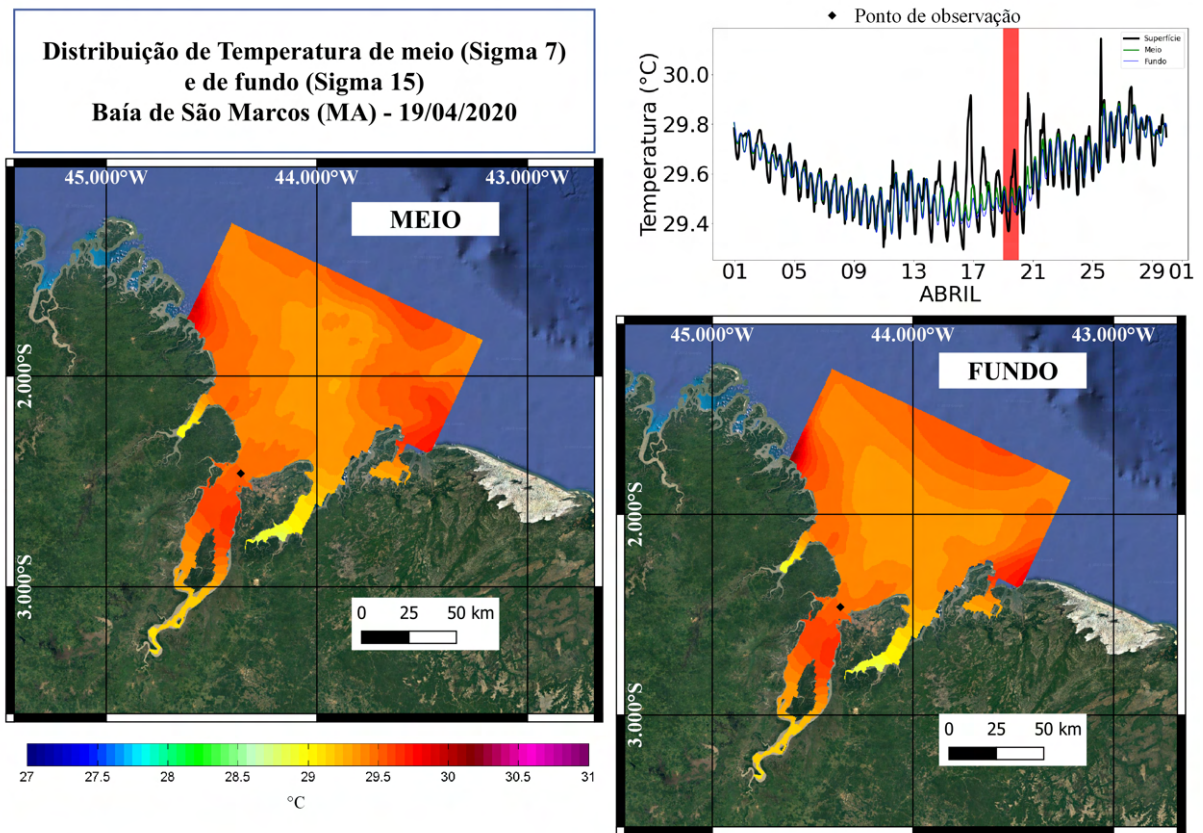 Distribuição de Temperatura de meio (Sigma 7)
e de fundo (Sigma 15)
Baía de São Marcos (MA) - 19/04/2020
Ponto de observação
Superfície
Meio
Fundo
Temperatura (°C)
30.0
29.8
29.6
29.4
01 05 09 13 17 21 25 29 01
ABRIL
45.000°W 44.000°W 43.000°W
MEIO
2.000°S
3.000°S
0 25 50 km
27 27.5 28 28.5 29 29.5 30 30.5 31
°C
45.000°W 44.000°W 43.000°W
FUNDO
2.000°S
3.000°S
0 25 50 km